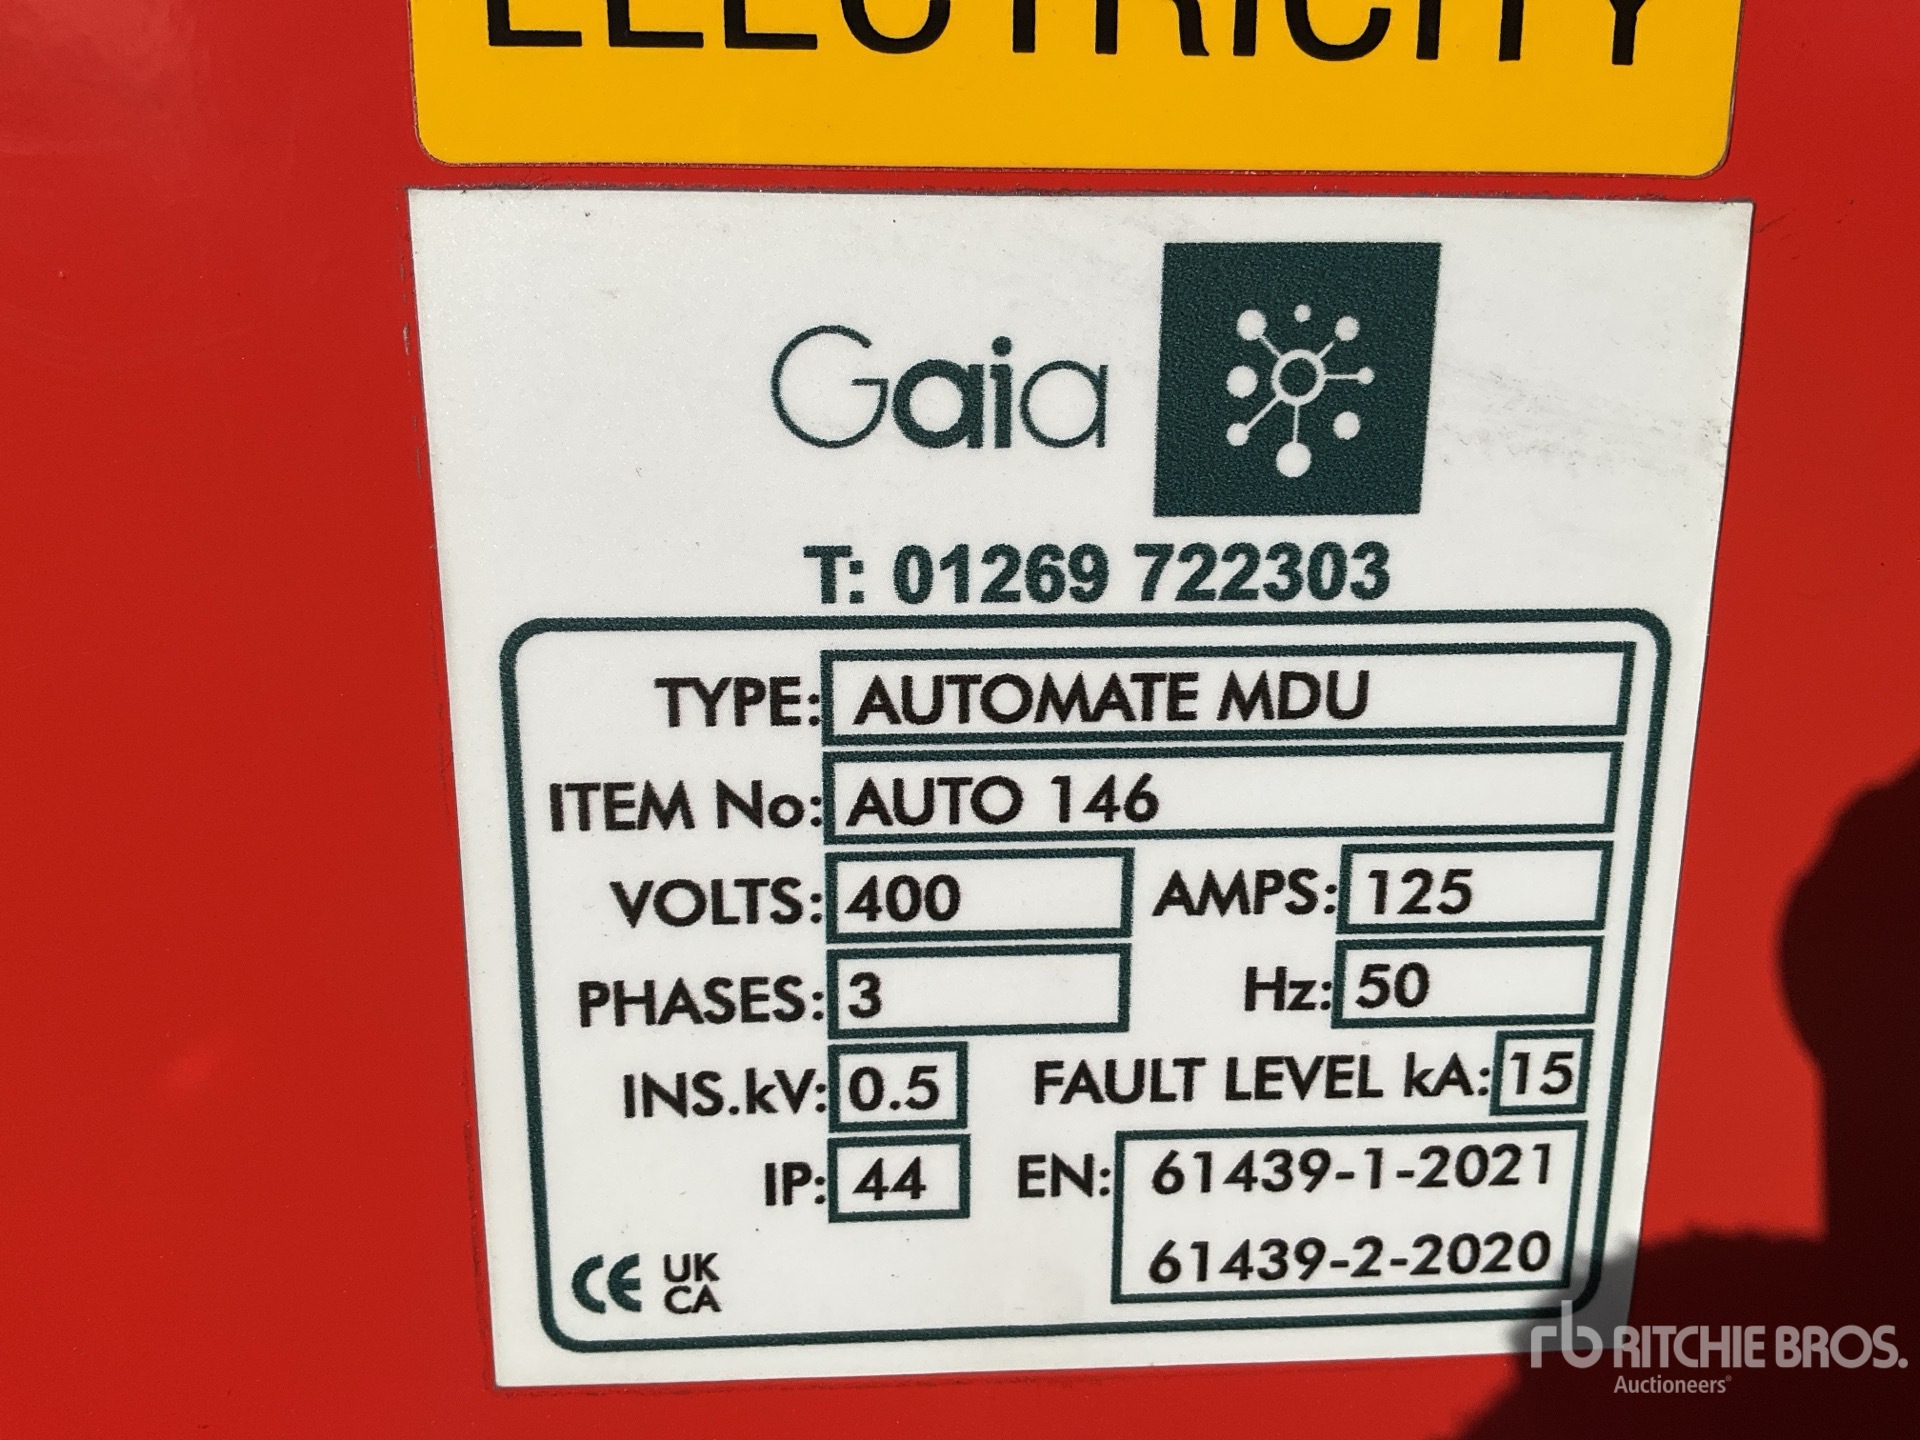 ELECTRICITY
Gaia
T: 01269 722303
TYPE: AUTOMATE MDU
ITEM No: AUTO 146
VOLTS: 400 AMPS: 125
PHASES: 3 Hz: 50
INS.kV: 0.5 FAULT LEVEL kA: 15
IP: 44 EN: 61439-1-2021
61439-2-2020
CE UK
CA
rb RITCHIE BROS.
Auctioneers®